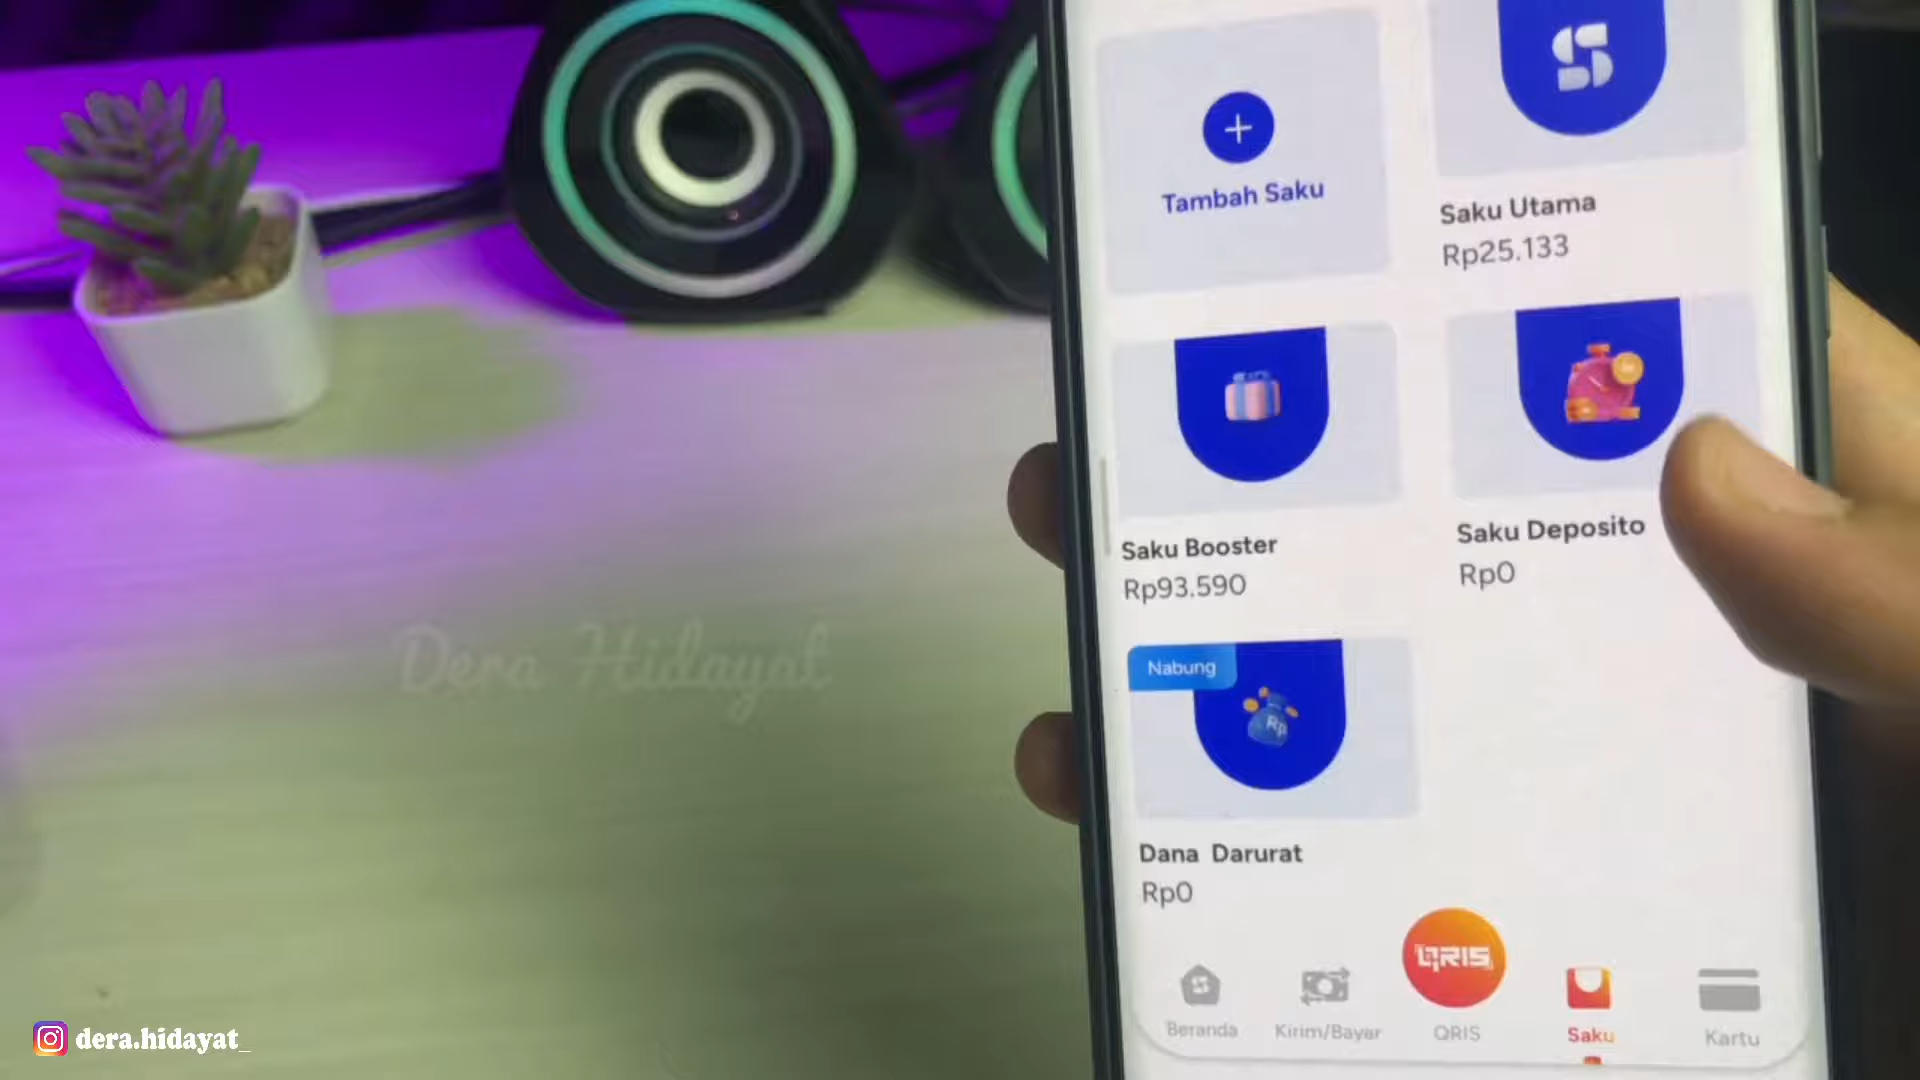 Tambah Saku
Saku Utama
Rp25.133
Saku Booster
Rp93.590
Saku Deposito
Rp0
Nabung
Rp
Dana Darurat
Rp0
QRIS
Beranda
Kirim/Bayar
QRIS
Saku
Kartu
Dera Hidayat
dera.hidayat_